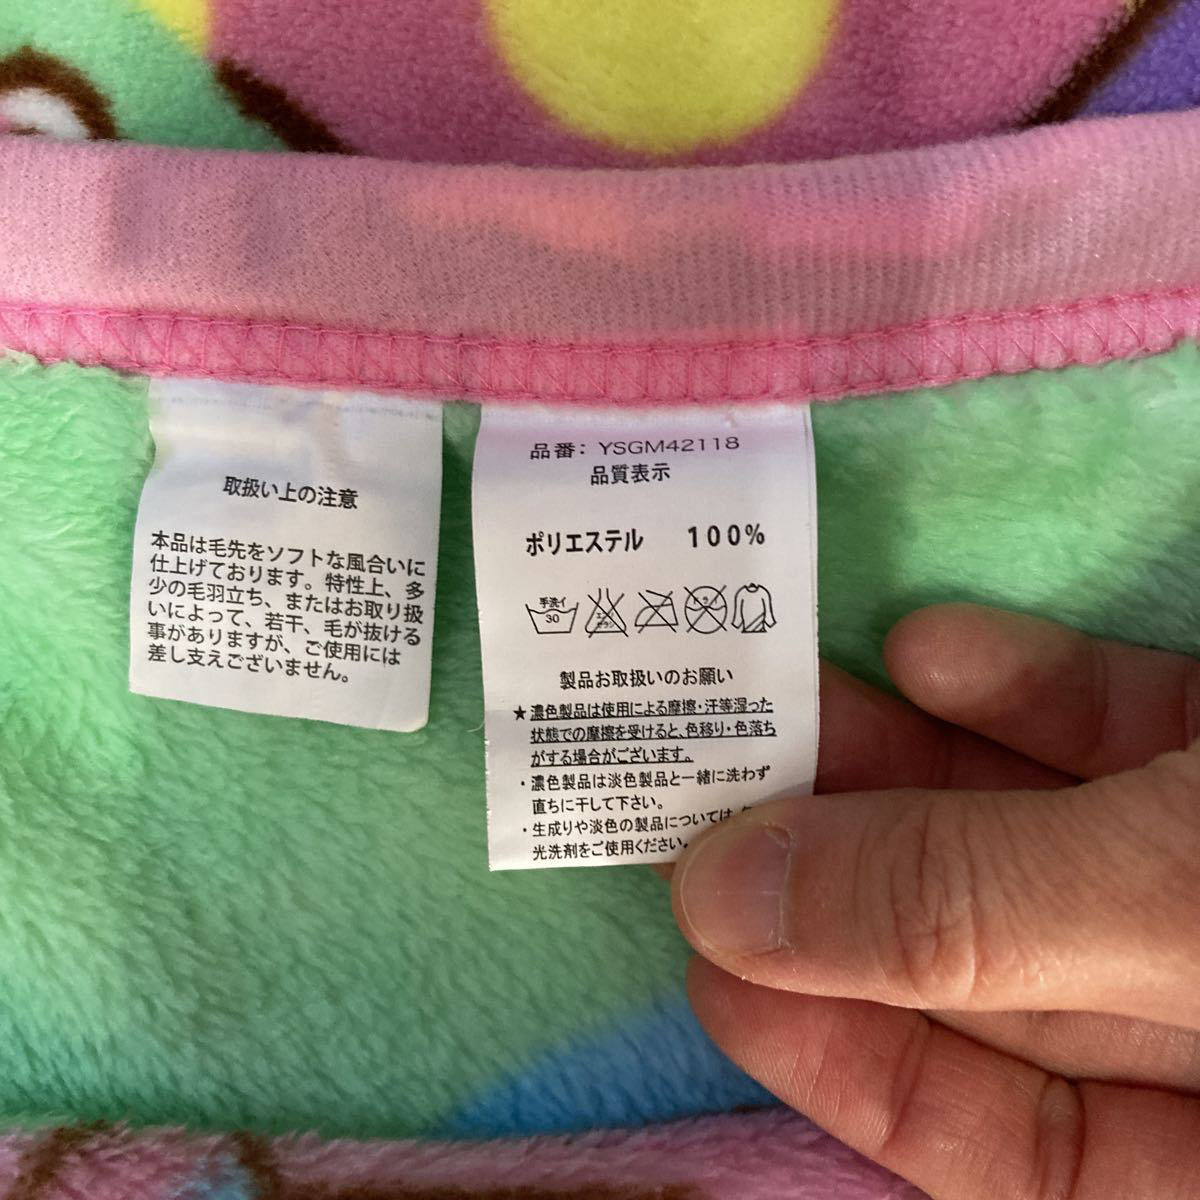 取扱い上の注意
本品は毛先をソフトな風合いに
仕上げております。特性上、多
少の毛羽立ち、またはお取り扱
いによって、若干、毛が抜ける
事がありますが、ご使用には
差し支えございません。
品番: YSGM42118
品質表示
ポリエステル 100%
手洗イ
30
エンソサラシ
製品お取扱いのお願い
★濃色製品は使用による摩擦・汗等湿った
状態での摩擦を受けると、色移り・色落ち
がする場合がございます。
・濃色製品は淡色製品と一緒に洗わず
直ちに干して下さい。
・生成りや淡色の製品については、
光洗剤をご使用ください。